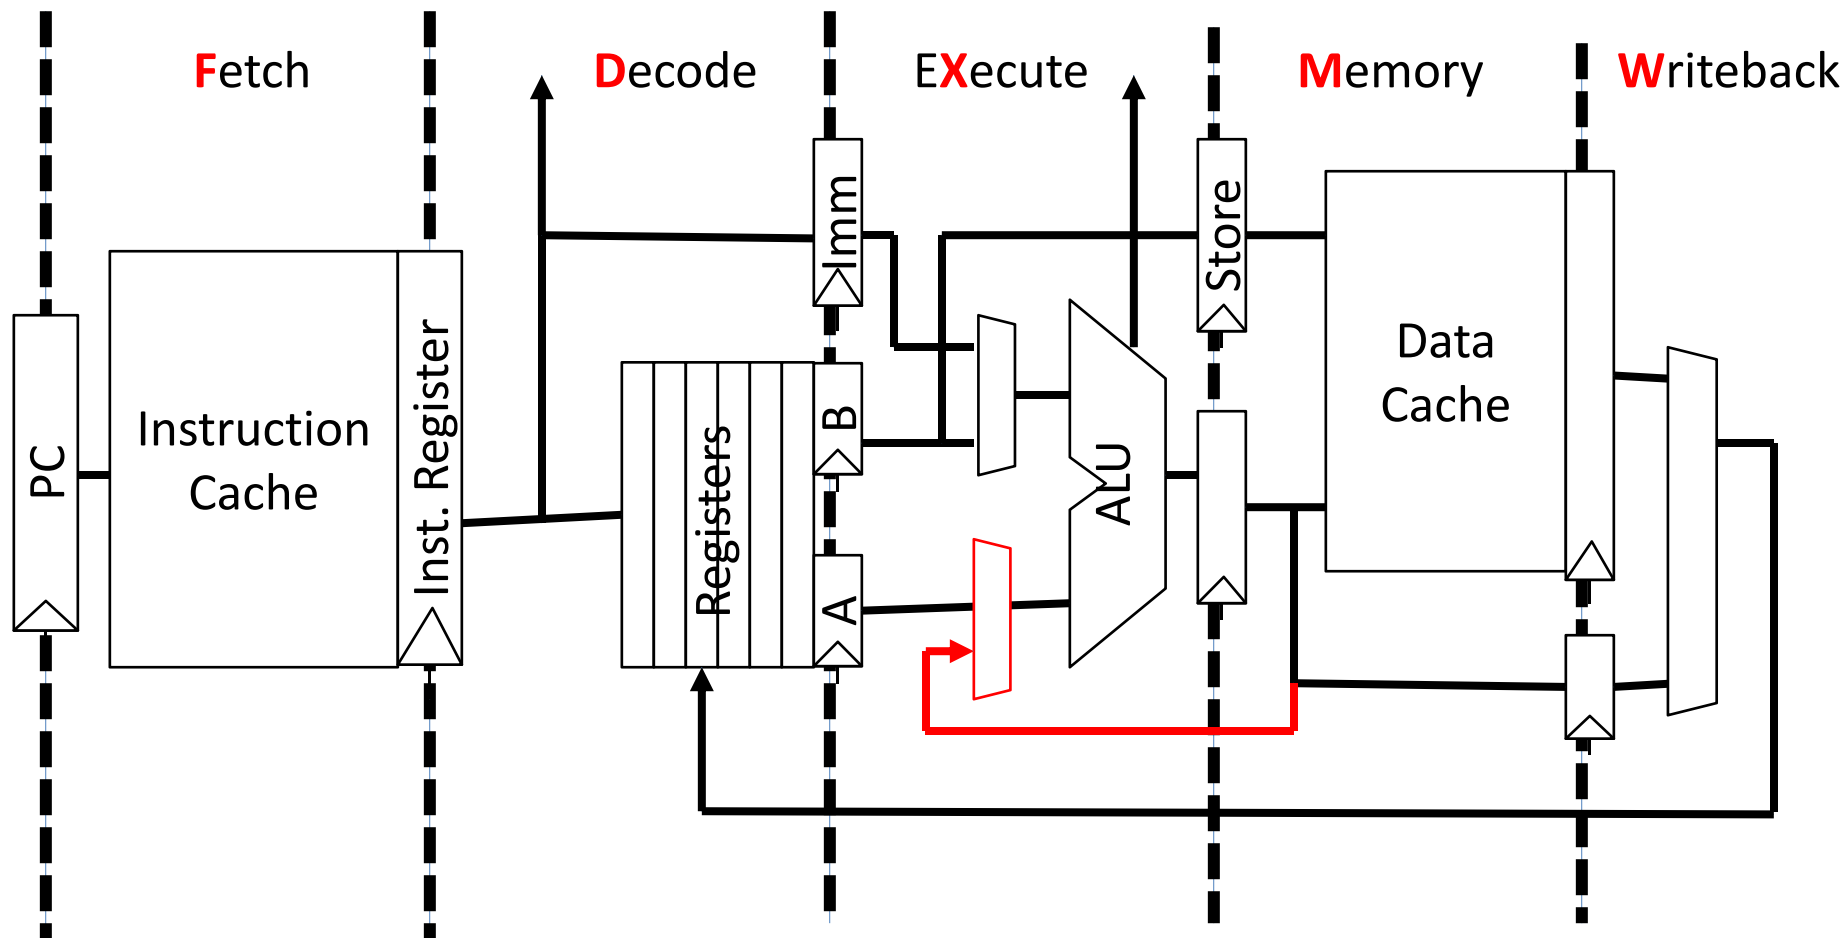 Fetch
Decode
EXecute
Memory
Writeback
PC
Instruction
Cache
Inst. Register
Registers
Imm
B
A
ALU
Store
Data
Cache